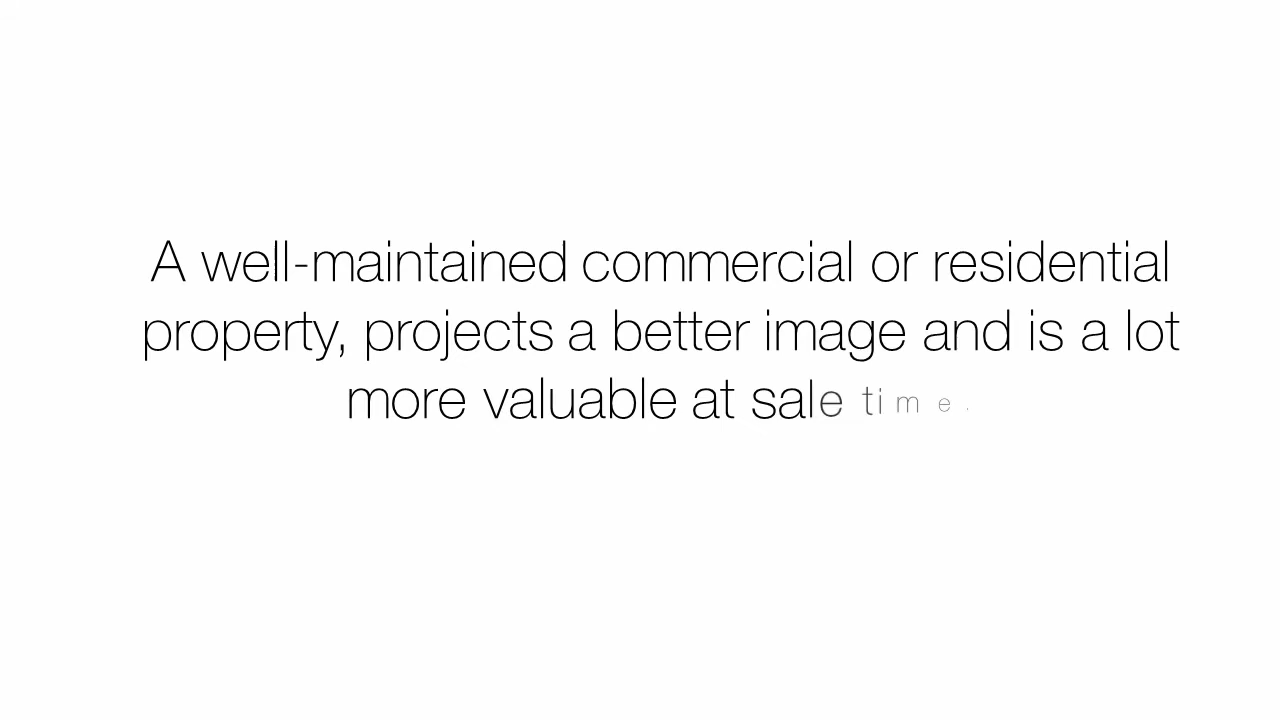 A well-maintained commercial or residential
property, projects a better image and is a lot
more valuable at sale time.